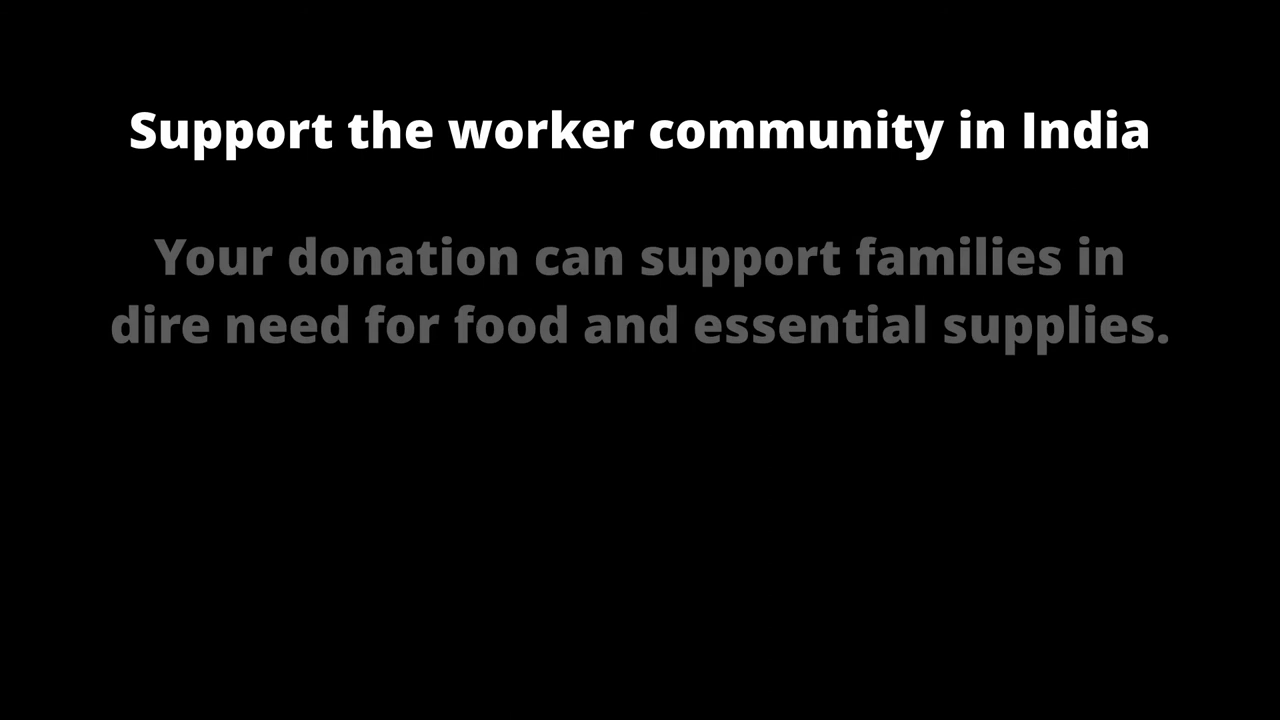 Support the worker community in India
Your donation can support families in
dire need for food and essential supplies.